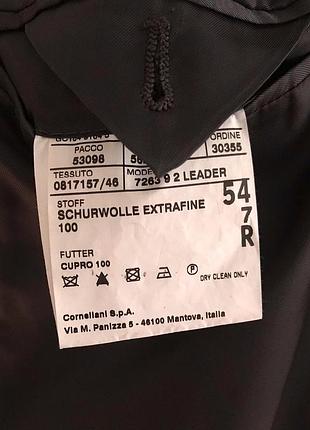 PACCO
ORDINE
53098
30355
TESSUTO
0817157/46
7263 9 2 LEADER
STOFF
SCHURWOLLE EXTRAFINE
100
54
7
R
FUTTER
CUPRO 100
P
DRY CLEAN ONLY
Corneliani S.p.A.
Via M. Panizza 5 - 46100 Mantova, Italia